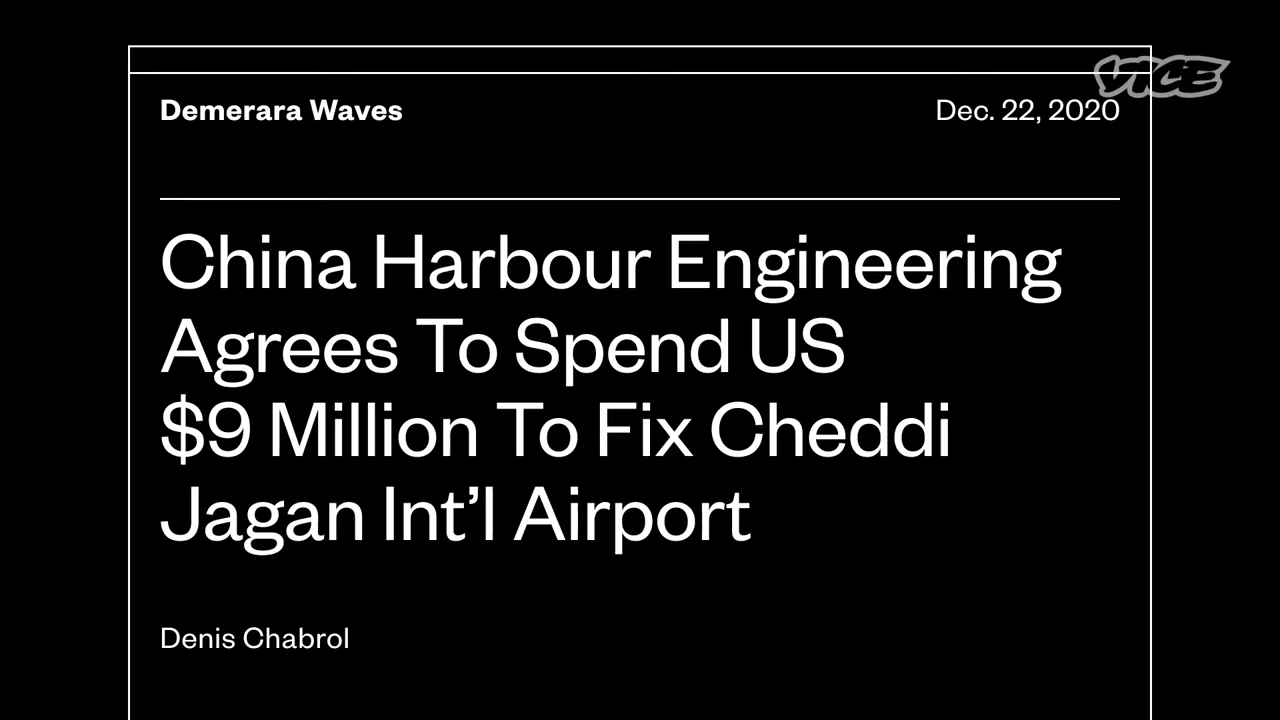 VICE
Demerara Waves
Dec. 22, 2020
China Harbour Engineering
Agrees To Spend US
$9 Million To Fix Cheddi
Jagan Int’l Airport
Denis Chabrol